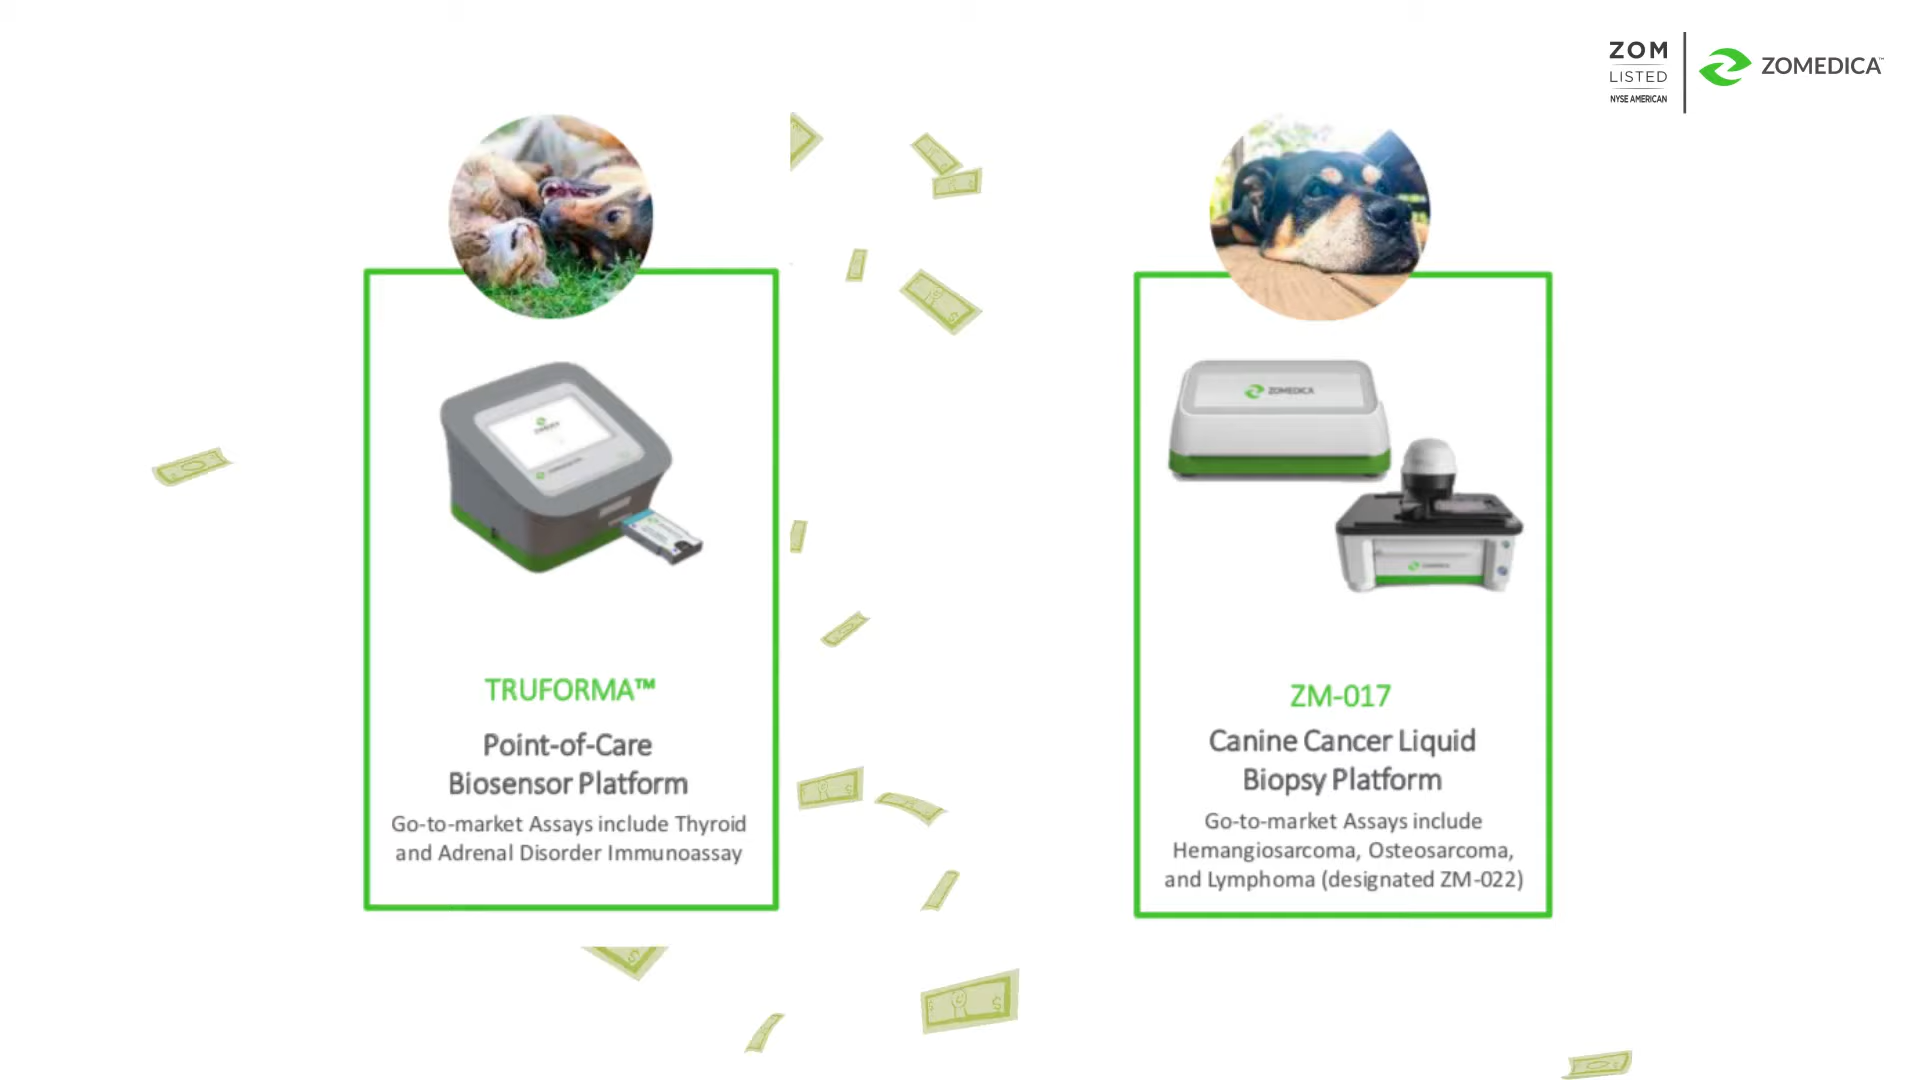 ZOM
LISTED
NYSE AMERICAN
ZOMEDICA™
ZOMEDICA
ZOMEDICA
TRUFORMA™
Point-of-Care
Biosensor Platform
Go-to-market Assays include Thyroid
and Adrenal Disorder Immunoassay
ZM-017
Canine Cancer Liquid
Biopsy Platform
Go-to-market Assays include
Hemangiosarcoma, Osteosarcoma,
and Lymphoma (designated ZM-022)